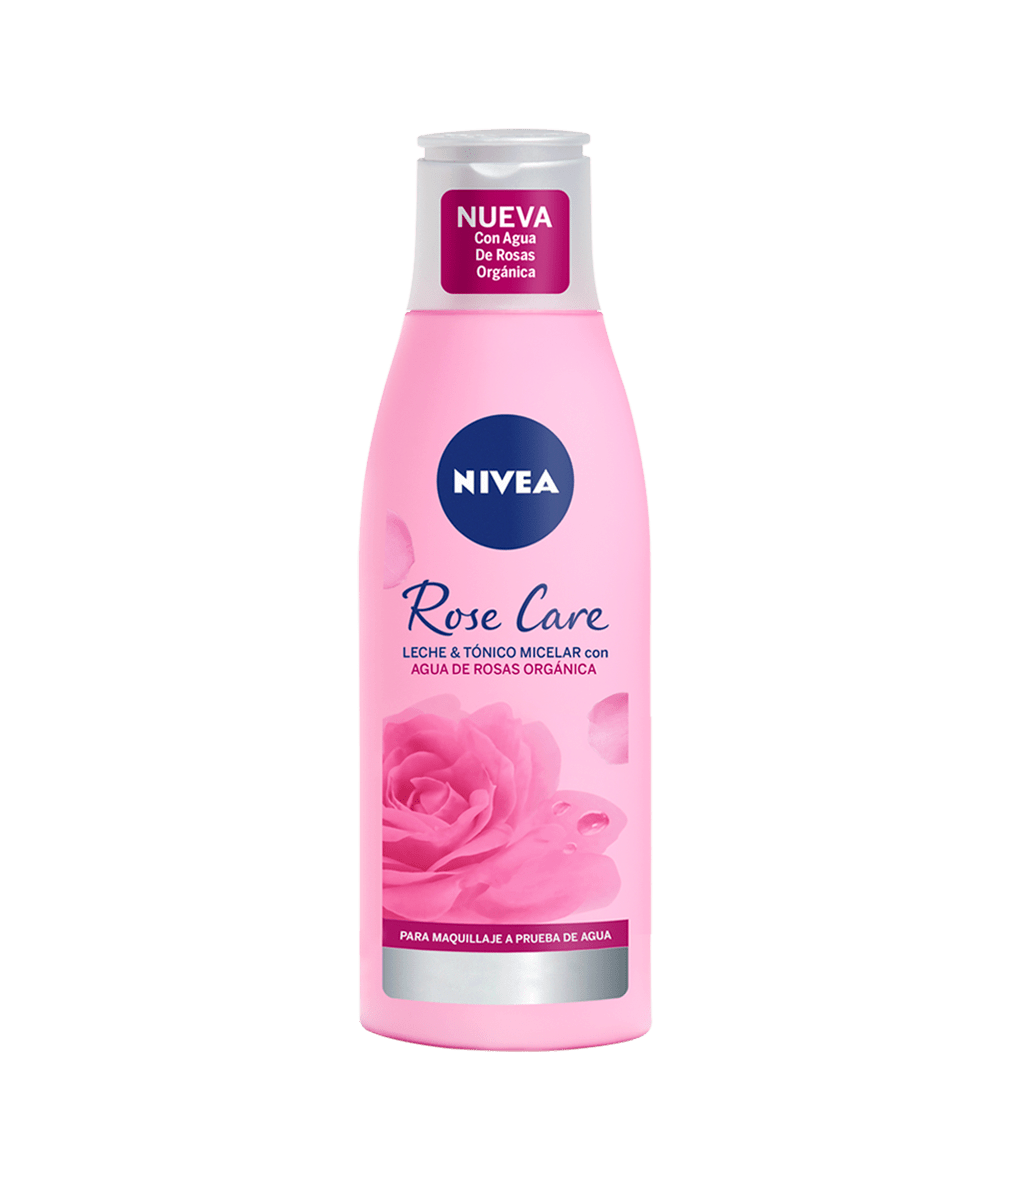 NUEVA
Con Agua
De Rosas
Orgánica
NIVEA
Rose Care
LECHE & TÓNICO MICELAR con
AGUA DE ROSAS ORGÁNICA
PARA MAQUILLAJE A PRUEBA DE AGUA